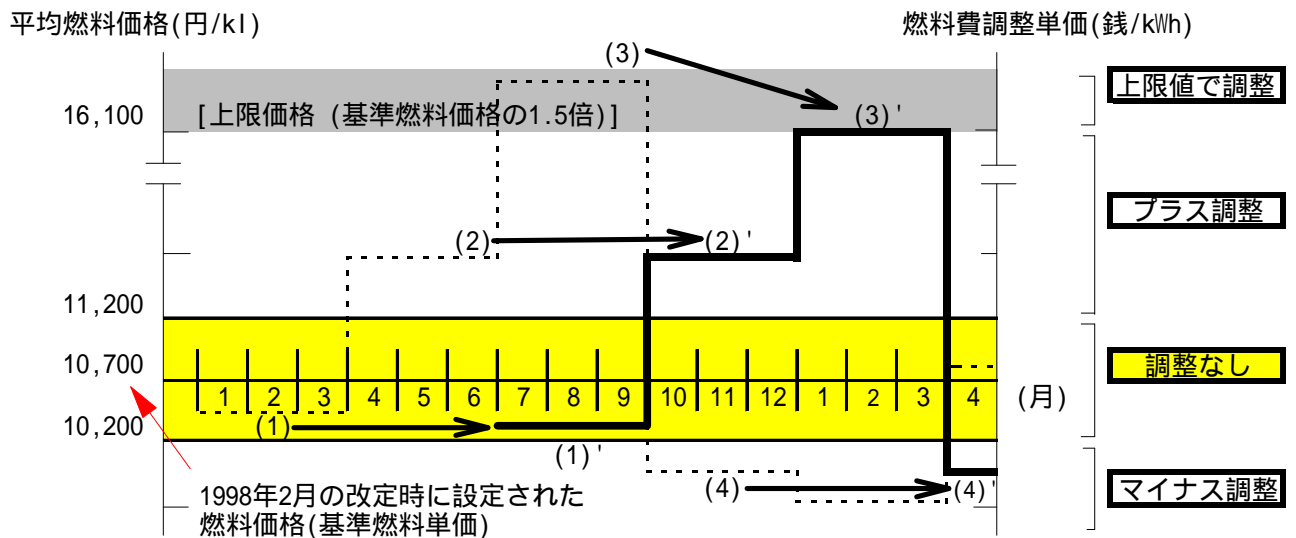 平均燃料価格(円/kl)
燃料費調整単価(銭/kWh)
(3)
上限値で調整
16,100
[上限価格 (基準燃料価格の1.5倍)]
(3)'
プラス調整
(2)
(2)'
11,200
10,700
調整なし
1 2 3 4 5 6 7 8 9 10 11 12 1 2 3 4 (月)
10,200
(1)
(1)'
(4)
(4)'
マイナス調整
1998年2月の改定時に設定された
燃料価格(基準燃料単価)